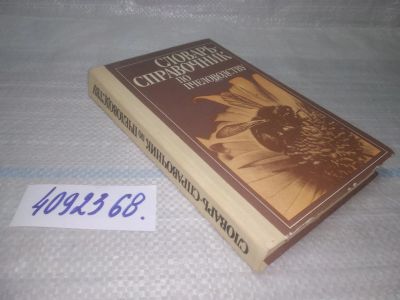 СЛОВАРЬ-
СПРАВОЧНИК
ПО
ПЧЕЛОВОДСТВУ
СЛОВАРЬ-СПРАВОЧНИК ПО ПЧЕЛОВОДСТВУ
4092368.